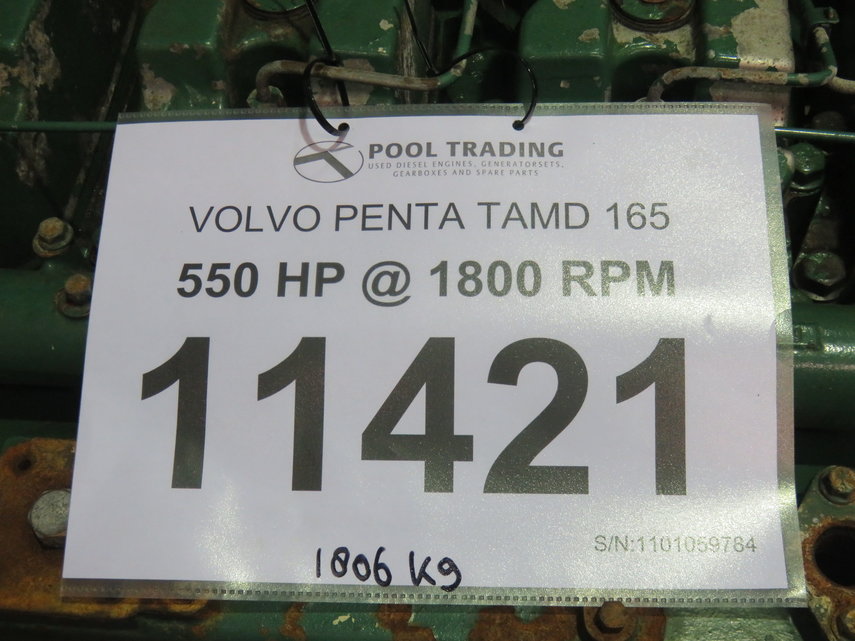 POOL TRADING
USED DIESEL ENGINES, GENERATORSETS,
GEARBOXES AND SPARE PARTS
VOLVO PENTA TAMD 165
550 HP @ 1800 RPM
11421
S/N:1101059784
1806 kg